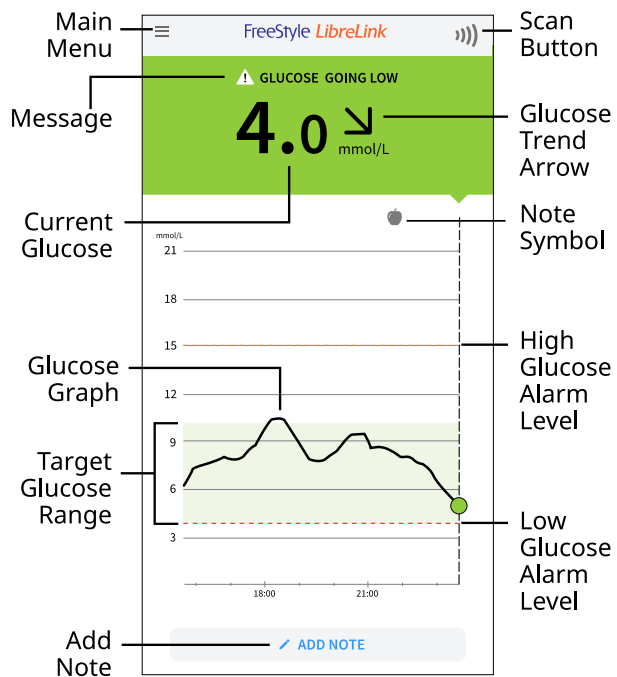 Main
Menu
FreeStyle LibreLink
Scan
Button
GLUCOSE GOING LOW
Message
4.0
mmol/L
Glucose
Trend
Arrow
Current
Glucose
Note
Symbol
mmol/L
21
18
15
High
Glucose
Alarm
Level
Glucose
Graph
12
9
Target
Glucose
Range
6
3
Low
Glucose
Alarm
Level
18:00
21:00
Add
Note
ADD NOTE